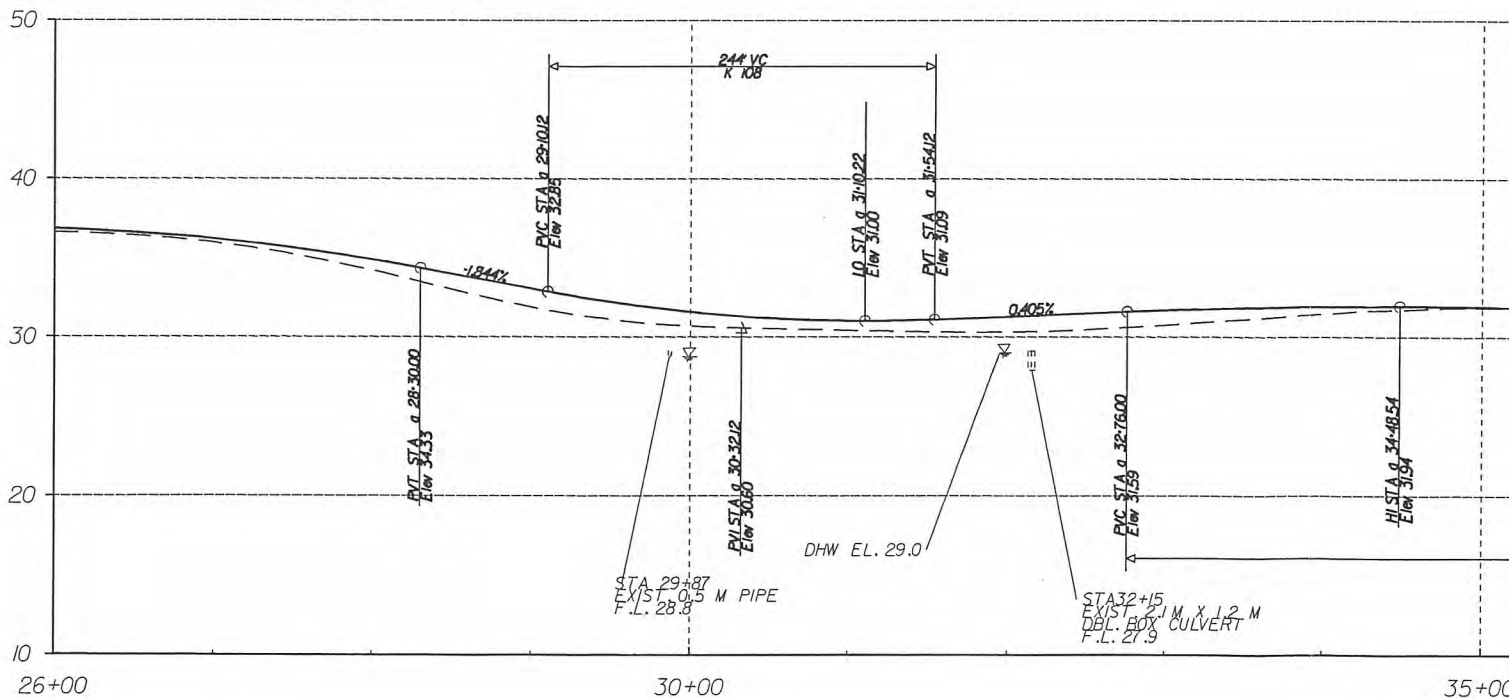 50
40
30
20
10
26+00
30+00
35+00
244' VC
K 108
PVC STA @ 29+10.12
Elev 32.85
LO STA @ 31+10.22
Elev 31.00
PVT STA @ 31+54.12
Elev 31.09
-1.844%
0.405%
PVT STA @ 28+30.00
Elev 34.33
PVI STA @ 30+32.12
Elev 30.60
PVC STA @ 32+76.00
Elev 31.59
HI STA @ 34+48.54
Elev 31.94
DHW EL. 29.0
STA 29+87
EXIST. 0.5 M PIPE
F.L. 28.8
STA 32+15
EXIST. 2.1 M X 1.2 M
DBL. BOX CULVERT
F.L. 27.9